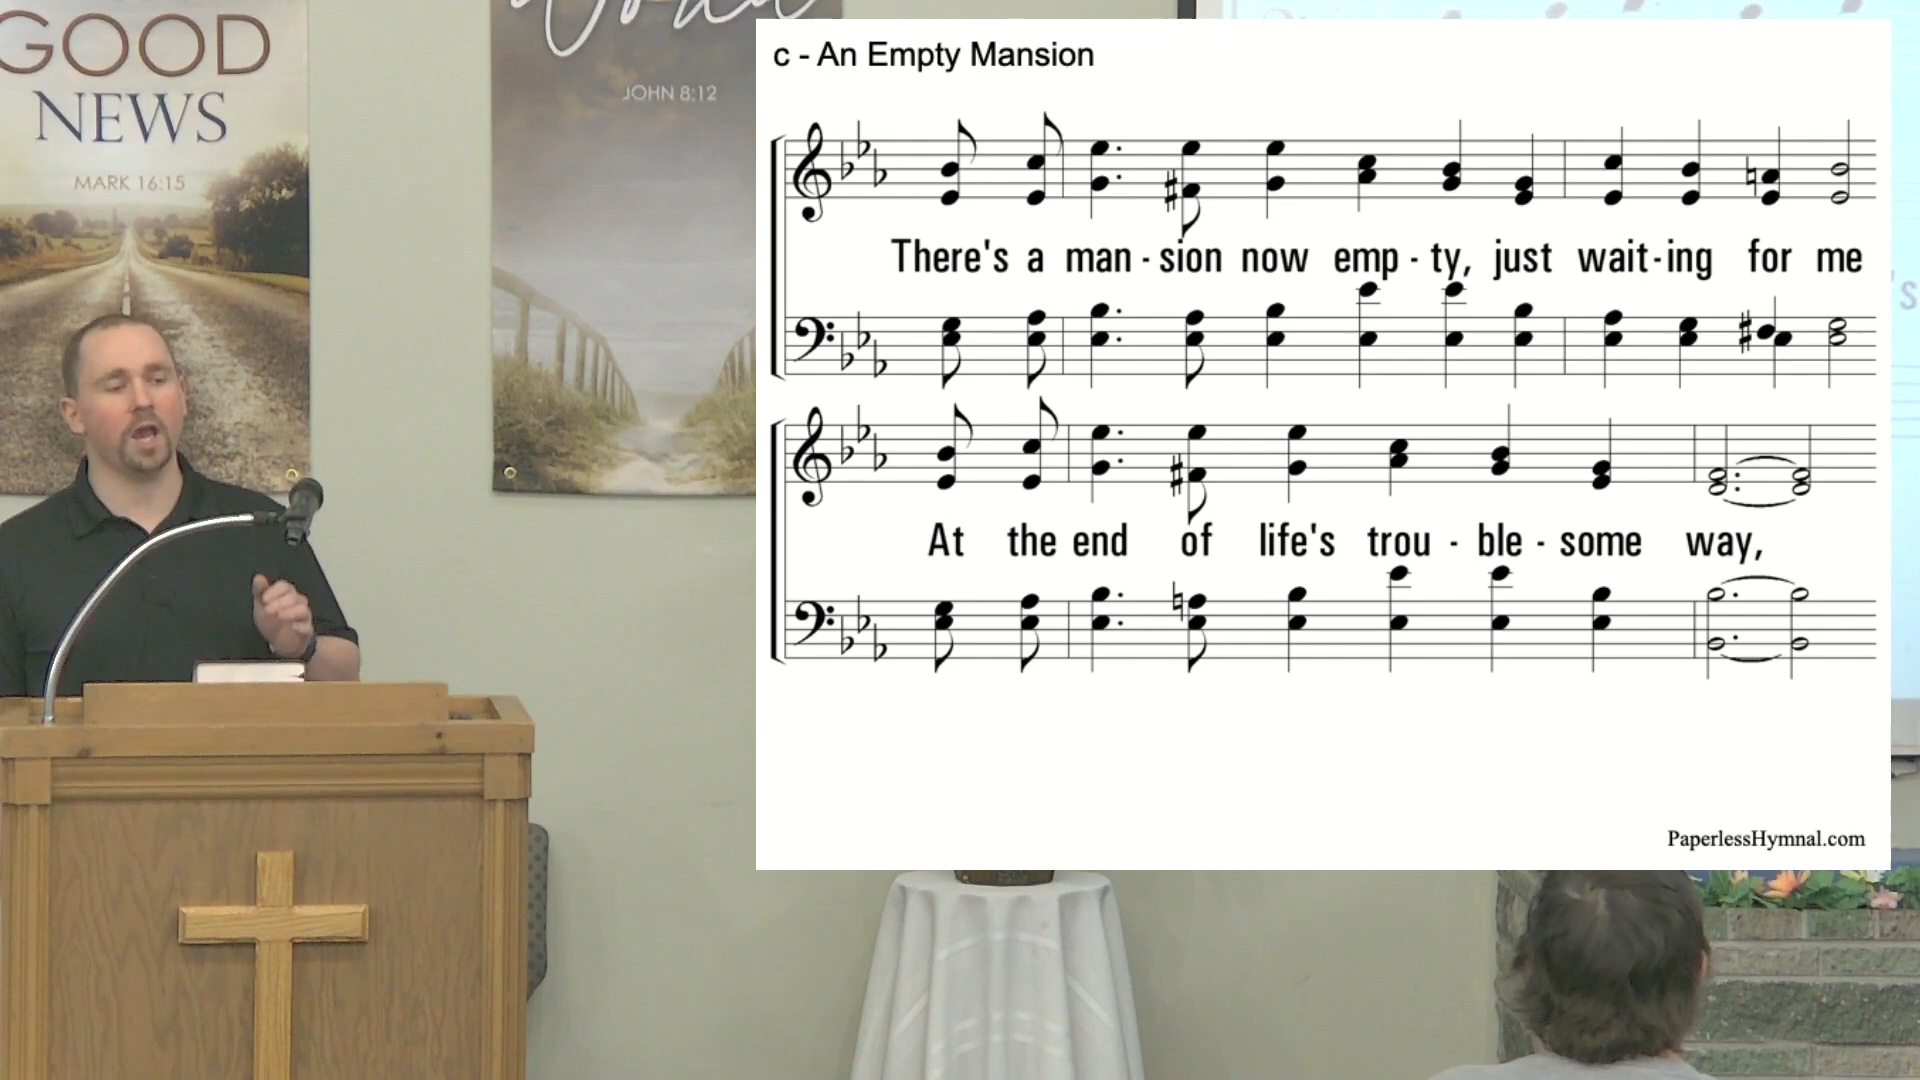 GOOD
NEWS
MARK 16:15
JOHN 8:12
c - An Empty Mansion
There's a man - sion now emp - ty, just wait - ing for me
At the end of life's trou - ble - some way,
PaperlessHymnal.com
's